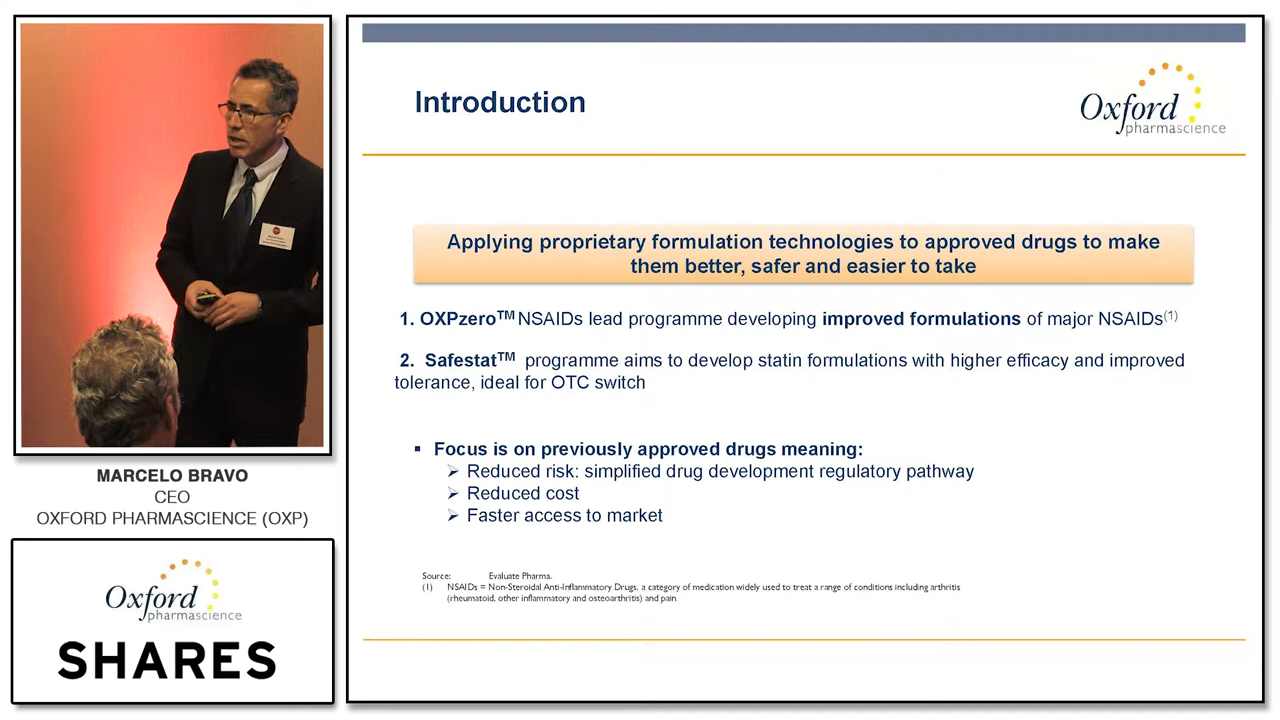 MARCELO BRAVO
CEO
OXFORD PHARMASCIENCE (OXP)
Oxford
pharmascience
SHARES
Introduction
Oxford
pharmascience
Applying proprietary formulation technologies to approved drugs to make
them better, safer and easier to take
1. OXPzero™ NSAIDs lead programme developing improved formulations of major NSAIDs(1)
2. Safestat™ programme aims to develop statin formulations with higher efficacy and improved
tolerance, ideal for OTC switch
▪ Focus is on previously approved drugs meaning:
➢ Reduced risk: simplified drug development regulatory pathway
➢ Reduced cost
➢ Faster access to market
Source: Evaluate Pharma.
(1) NSAIDs = Non-Steroidal Anti-Inflammatory Drugs, a category of medication widely used to treat a range of conditions including arthritis
(rheumatoid, other inflammatory and osteoarthritis) and pain.